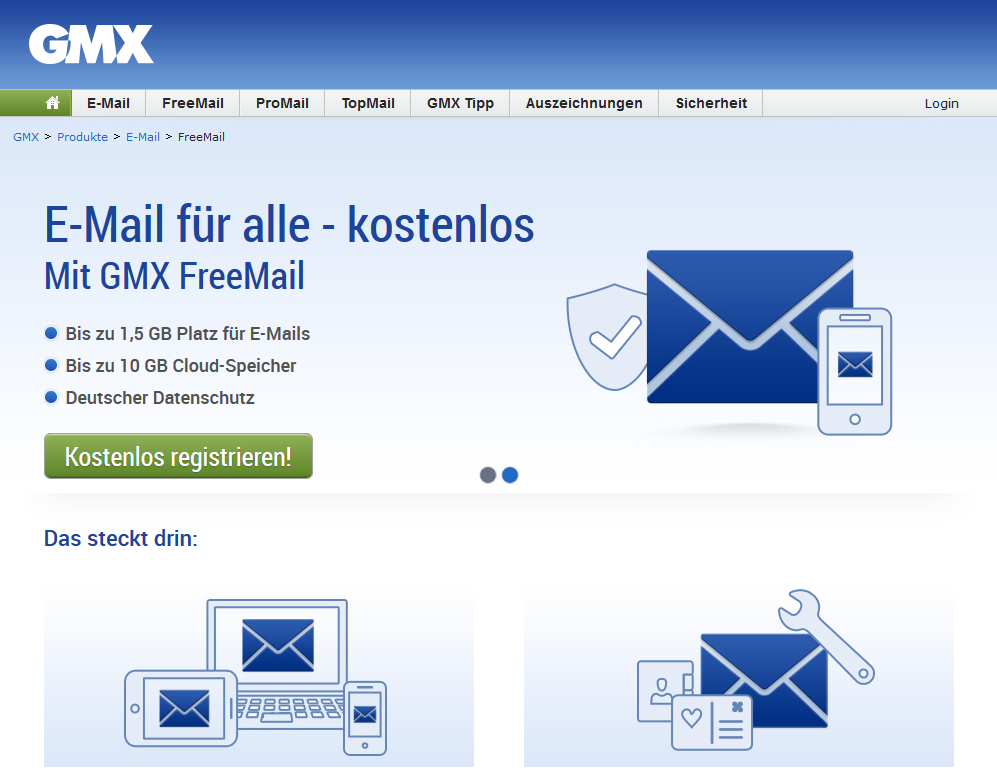 GMX
E-Mail FreeMail ProMail TopMail GMX Tipp Auszeichnungen Sicherheit Login
GMX > Produkte > E-Mail > FreeMail
E-Mail für alle - kostenlos
Mit GMX FreeMail
Bis zu 1,5 GB Platz für E-Mails
Bis zu 10 GB Cloud-Speicher
Deutscher Datenschutz
Kostenlos registrieren!
Das steckt drin: